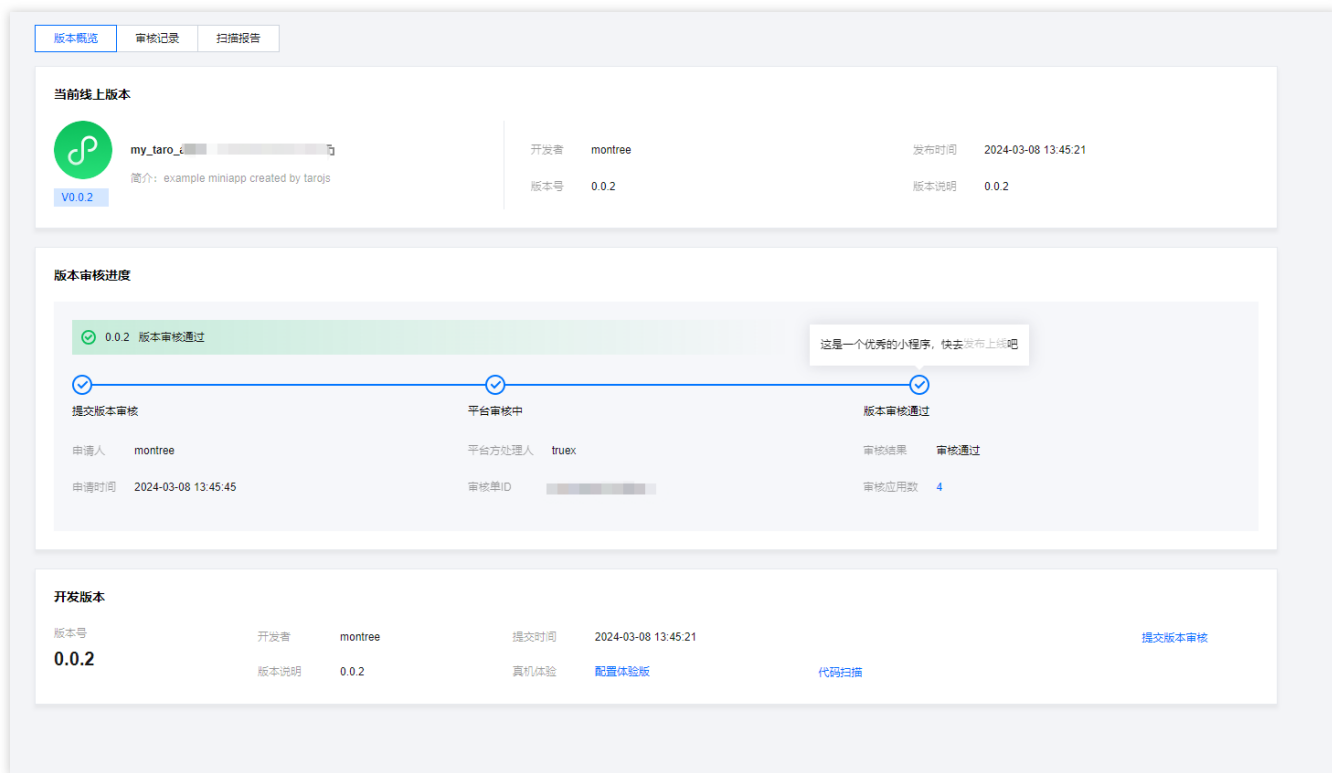 版本概览 审核记录 扫描报告
当前线上版本
my_taro_
开发者 montree 发布时间 2024-03-08 13:45:21
简介：example miniapp created by tarojs
版本号 0.0.2 版本说明 0.0.2
V0.0.2
版本审核进度
0.0.2 版本审核通过
这是一个优秀的小程序，快去发布上线吧
提交版本审核 平台审核中 版本审核通过
申请人 montree 平台方处理人 truex 审核结果 审核通过
申请时间 2024-03-08 13:45:45 审核单ID 审核应用数 4
开发版本
版本号 开发者 montree 提交时间 2024-03-08 13:45:21 提交版本审核
0.0.2 版本说明 0.0.2 真机体验 配置体验版 代码扫描